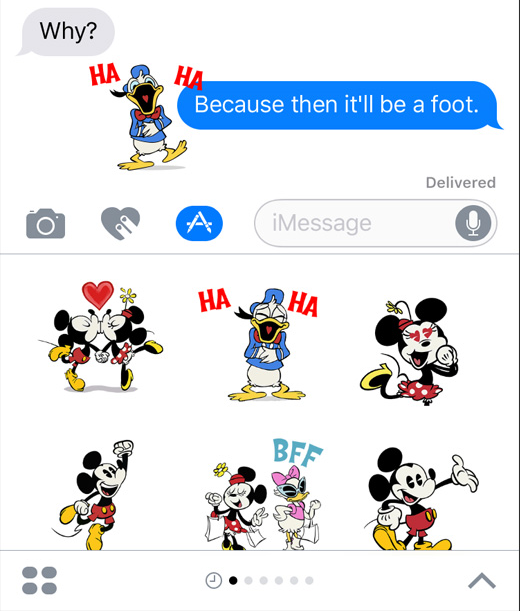 Why?
HA HA
Because then it'll be a foot.
Delivered
iMessage
HA HA
BFF